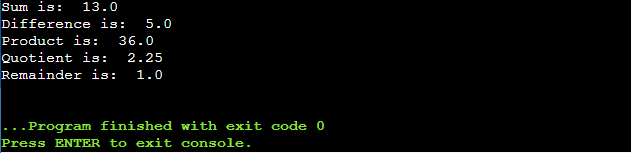 Sum is:  13.0
Difference is:  5.0
Product is:  36.0
Quotient is:  2.25
Remainder is:  1.0
...Program finished with exit code 0
Press ENTER to exit console.